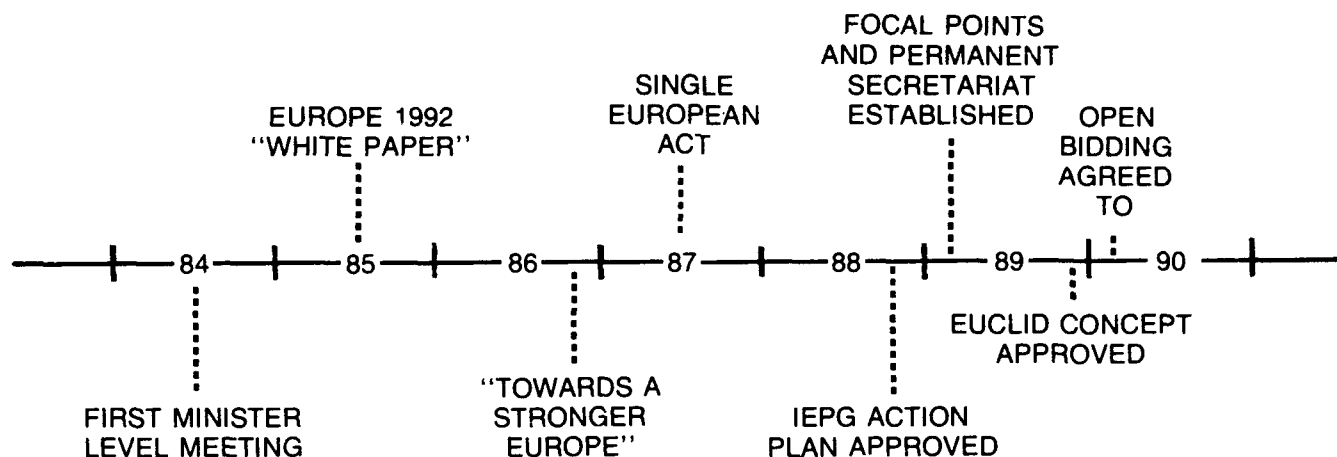 FOCAL POINTS
AND PERMANENT
SECRETARIAT
ESTABLISHED
SINGLE
EUROPEAN
ACT
EUROPE 1992
"WHITE PAPER"
OPEN
BIDDING
AGREED
TO
84 85 86 87 88 89 90
EUCLID CONCEPT
APPROVED
FIRST MINISTER
LEVEL MEETING
"TOWARDS A
STRONGER
EUROPE"
IEPG ACTION
PLAN APPROVED